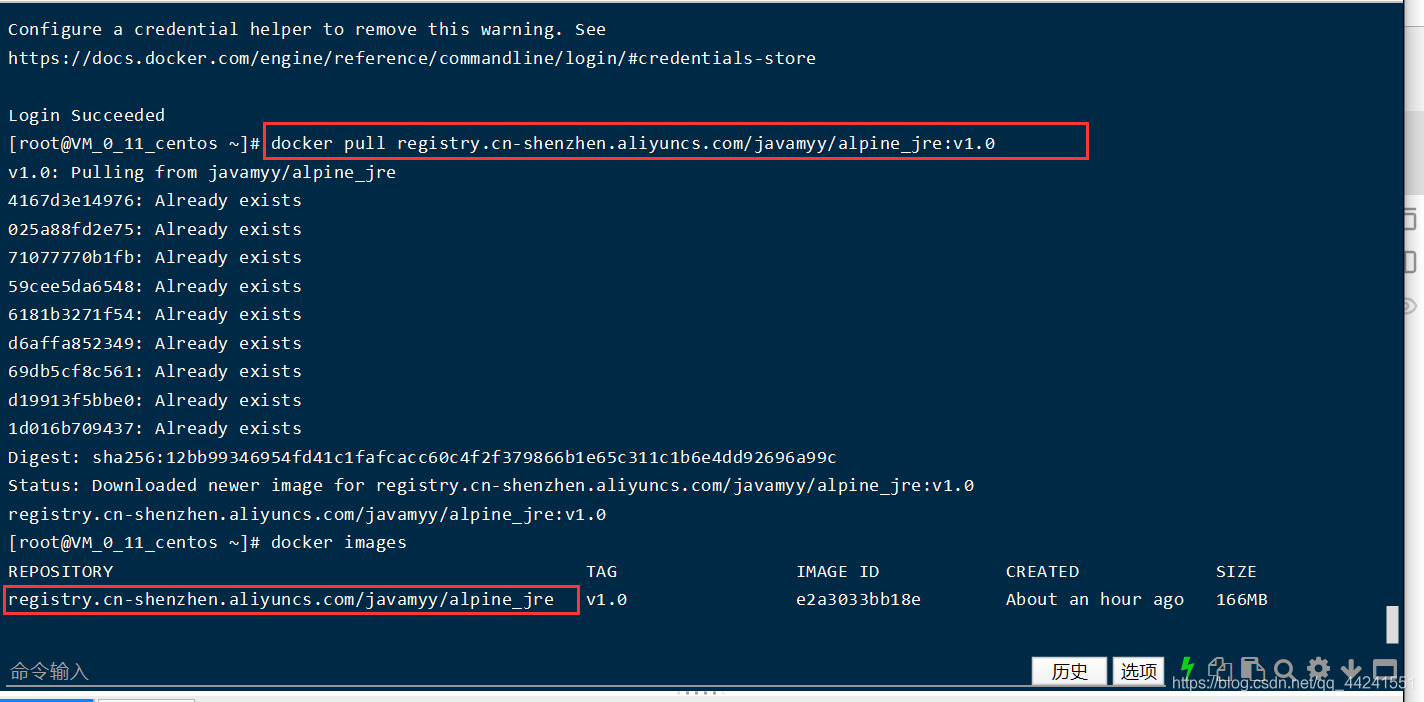 Configure a credential helper to remove this warning. See
https://docs.docker.com/engine/reference/commandline/login/#credentials-store
Login Succeeded
[root@VM_0_11_centos ~]# docker pull registry.cn-shenzhen.aliyuncs.com/javamyy/alpine_jre:v1.0
v1.0: Pulling from javamyy/alpine_jre
4167d3e14976: Already exists
025a88fd2e75: Already exists
71077770b1fb: Already exists
59cee5da6548: Already exists
6181b3271f54: Already exists
d6affa852349: Already exists
69db5cf8c561: Already exists
d19913f5bbe0: Already exists
1d016b709437: Already exists
Digest: sha256:12bb99346954fd41c1fafcacc60c4f2f379866b1e65c311c1b6e4dd92696a99c
Status: Downloaded newer image for registry.cn-shenzhen.aliyuncs.com/javamyy/alpine_jre:v1.0
registry.cn-shenzhen.aliyuncs.com/javamyy/alpine_jre:v1.0
[root@VM_0_11_centos ~]# docker images
REPOSITORY TAG IMAGE ID CREATED SIZE
registry.cn-shenzhen.aliyuncs.com/javamyy/alpine_jre v1.0 e2a3033bb18e About an hour ago 166MB
命令输入 历史 选项
https://blog.csdn.net/qq_44241551